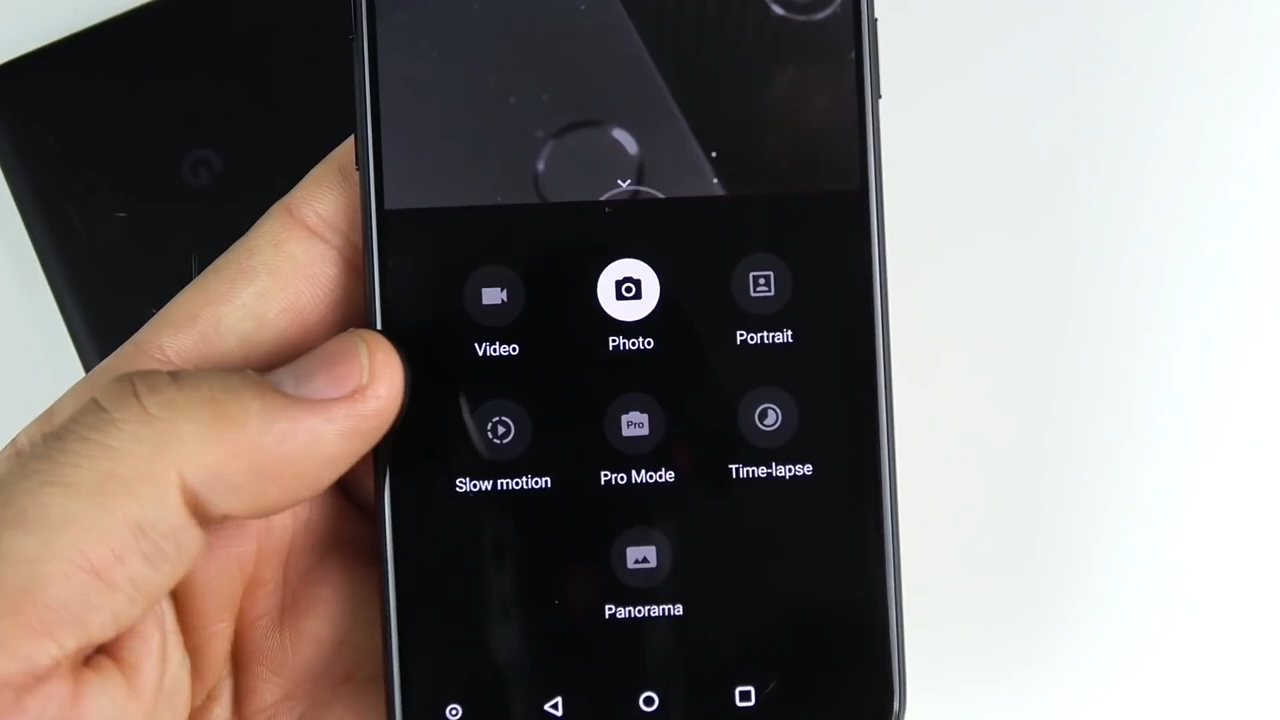 Video
Photo
Portrait
Slow motion
Pro
Pro Mode
Time-lapse
Panorama
G